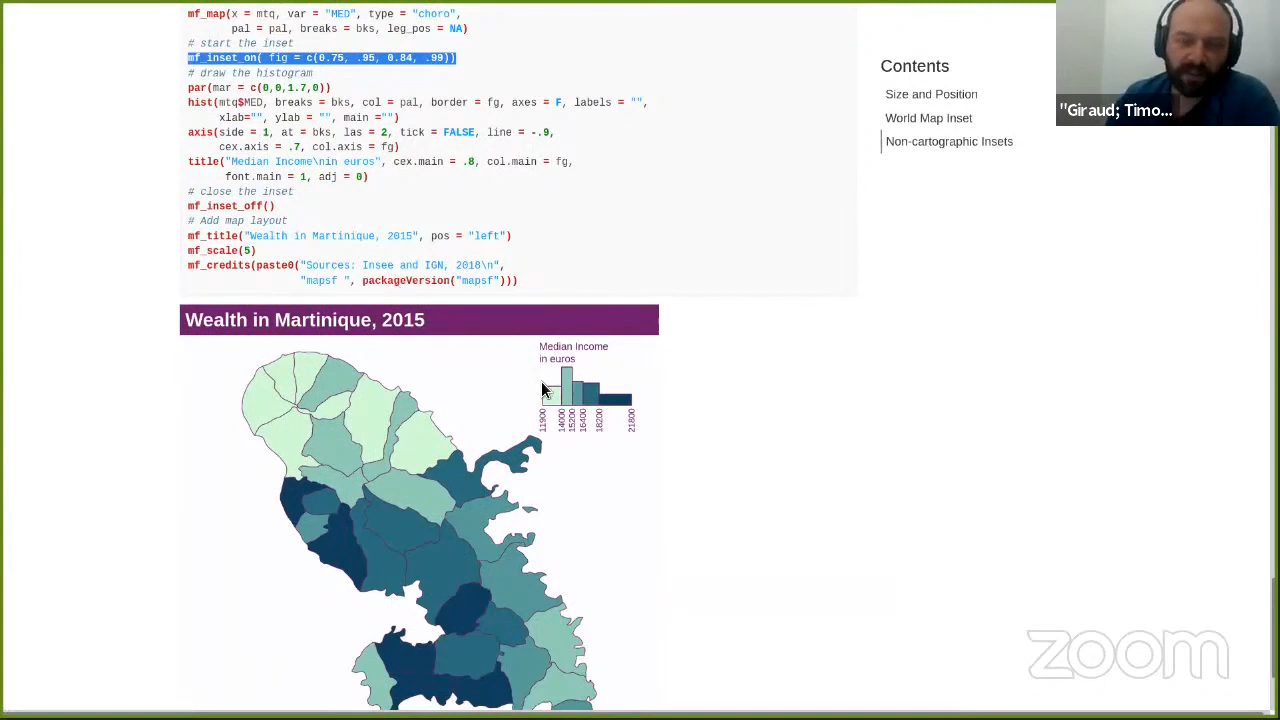 mf_map(x = mtq, var = "MED", type = "choro",
pal = pal, breaks = bks, leg_pos = NA)
# start the inset
mf_inset_on( fig = c(0.75, .95, 0.84, .99))
# draw the histogram
par(mar = c(0,0,1.7,0))
hist(mtq$MED, breaks = bks, col = pal, border = fg, axes = F, labels = "",
xlab="", ylab = "", main ="")
axis(side = 1, at = bks, las = 2, tick = FALSE, line = -.9,
cex.axis = .7, col.axis = fg)
title("Median Income\nin euros", cex.main = .8, col.main = fg,
font.main = 1, adj = 0)
# close the inset
mf_inset_off()
# Add map layout
mf_title("Wealth in Martinique, 2015", pos = "left")
mf_scale(5)
mf_credits(paste0("Sources: Insee and IGN, 2018\n",
"mapsf ", packageVersion("mapsf")))
Contents
Size and Position
World Map Inset
Non-cartographic Insets
"Giraud; Timo...
Wealth in Martinique, 2015
Median Income
in euros
11900
14000
15200
16400
18200
21800
zoom